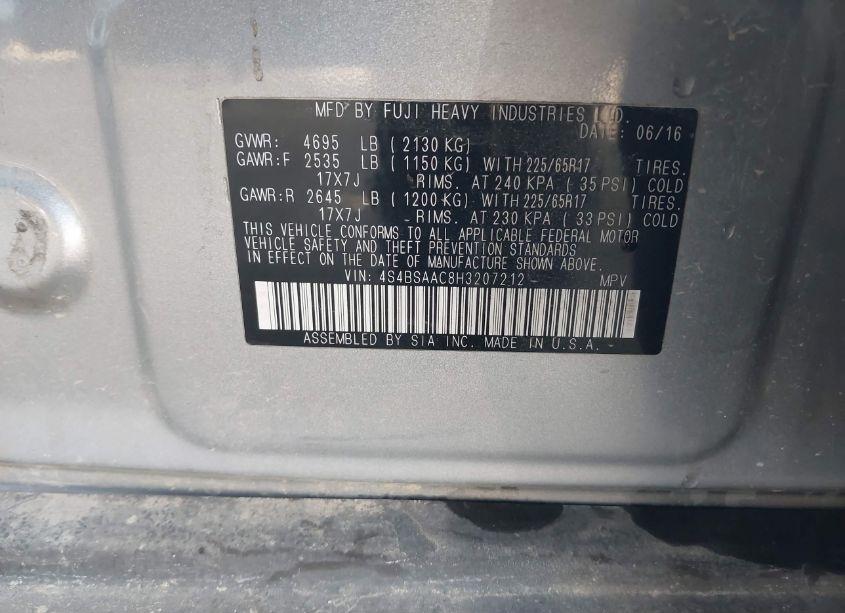 MFD BY FUJI HEAVY INDUSTRIES LTD.
DATE: 06/16
GVWR: 4695 LB ( 2130 KG)
GAWR:F 2535 LB ( 1150 KG) WITH 225/65R17 TIRES.
17X7J RIMS. AT 240 KPA ( 35 PSI) COLD
GAWR:R 2645 LB ( 1200 KG) WITH 225/65R17 TIRES.
17X7J RIMS. AT 230 KPA ( 33 PSI) COLD
THIS VEHICLE CONFORMS TO ALL APPLICABLE FEDERAL MOTOR
VEHICLE SAFETY AND THEFT PREVENTION STANDARDS
IN EFFECT ON THE DATE OF MANUFACTURE SHOWN ABOVE.
VIN: 4S4BSAAC8H3207212 MPV
ASSEMBLED BY SIA INC. MADE IN U.S.A.